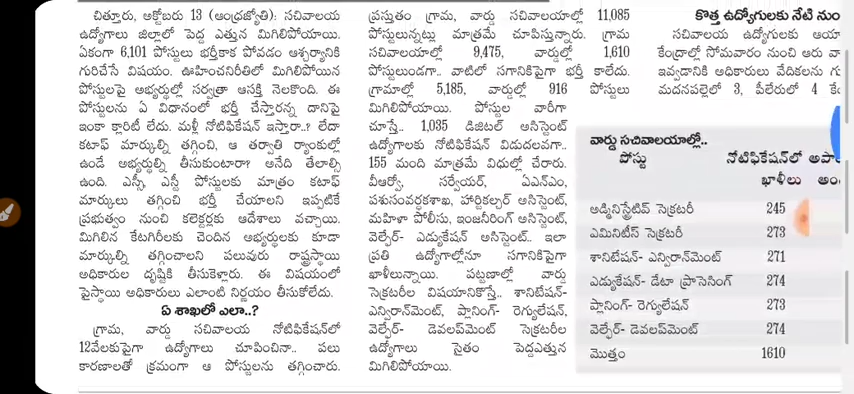 చిత్తూరు, అక్టోబరు 13 (ఆంధ్రజ్యోతి): సచివాలయ
ఉద్యోగాలు జిల్లాలో పెద్ద ఎత్తున మిగిలిపోయాయి.
ఏకంగా 6,101 పోస్టులు భర్తీకాక పోవడం ఆశ్చర్యానికి
గురిచేసే విషయం. ఊహించనిరీతిలో మిగిలిపోయిన
పోస్టులపై అభ్యర్థుల్లో సర్వత్రా ఆసక్తి నెలకొంది. ఈ
పోస్టులను ఏ విధానంలో భర్తీ చేస్తారన్న దానిపై
ఇంకా క్లారిటీ లేదు. మళ్లీ నోటిఫికేషన్ ఇస్తారా..? లేదా
కటాఫ్ మార్కుల్ని తగ్గించి, ఆ తర్వాతి ర్యాంకుల్లో
ఉండే అభ్యర్థుల్ని తీసుకుంటారా? అనేది తేలాల్సి
ఉంది. ఎస్సీ, ఎస్టీ పోస్టులకు మాత్రం కటాఫ్
మార్కులు తగ్గించి భర్తీ చేయాలని ఇప్పటికే
ప్రభుత్వం నుంచి కలెక్టర్లకు ఆదేశాలు వచ్చాయి.
మిగిలిన కేటగిరీలకు చెందిన అభ్యర్థులకు కూడా
మార్కుల్ని తగ్గించాలని పలువురు రాష్ట్రస్థాయి
అధికారుల దృష్టికి తీసుకెళ్లారు. ఈ విషయంలో
పైస్థాయి అధికారులు ఎలాంటి నిర్ణయం తీసుకోలేదు.
ఏ శాఖలో ఎలా..?
గ్రామ, వార్డు సచివాలయ నోటిఫికేషన్‌లో
12వేలకుపైగా ఉద్యోగాలు చూపించినా.. పలు
కారణాలతో క్రమంగా ఆ పోస్టులను తగ్గించారు.
ప్రస్తుతం గ్రామ, వార్డు సచివాలయాల్లో 11,085
పోస్టులున్నట్లు మాత్రమే చూపిస్తున్నారు. గ్రామ
సచివాలయాల్లో 9,475, వార్డుల్లో 1,610
పోస్టులుండగా.. వాటిలో సగానికిపైగా భర్తీ కాలేదు.
గ్రామాల్లో 5,185, వార్డుల్లో 916 పోస్టులు
మిగిలిపోయాయి. పోస్టుల వారీగా
చూస్తే.. 1,035 డిజిటల్ అసిస్టెంట్
ఉద్యోగాలకు నోటిఫికేషన్ విడుదలవగా..
155 మంది మాత్రమే విధుల్లో చేరారు.
వీఆర్వో, సర్వేయర్, ఏఎన్ఎం,
పశుసంవర్ధకశాఖ, హార్టికల్చర్ అసిస్టెంట్,
మహిళా పోలీసు, ఇంజనీరింగ్ అసిస్టెంట్,
వెల్ఫేర్- ఎడ్యుకేషన్ అసిస్టెంట్.. ఇలా
ప్రతి ఉద్యోగాల్లోనూ సగానికిపైగా
ఖాళీలున్నాయి. పట్టణాల్లో వార్డు
సెక్రటరీల విషయానికొస్తే.. శానిటేషన్-
ఎన్విరాన్‌మెంట్, ప్లానింగ్- రెగ్యులేషన్,
వెల్ఫేర్- డెవలప్‌మెంట్ సెక్రటరీల
ఉద్యోగాలు సైతం పెద్దఎత్తున
మిగిలిపోయాయి.
కొత్త ఉద్యోగులకు నేటి నుం
సచివాలయ ఉద్యోగులకు ఆయా
కేంద్రాల్లో సోమవారం నుంచి ఆరు వా
ఇవ్వడానికి అధికారులు వేదికలను గు
మదనపల్లెలో 3, పీలేరులో 4 కే
వార్డు సచివాలయాల్లో..
పోస్టు నోటిఫికేషన్‌లో అపా
ఖాళీలు అం
అడ్మినిస్ట్రేటివ్ సెక్రటరీ 245
ఎమినిటీస్ సెక్రటరీ 273
శానిటేషన్- ఎన్విరాన్‌మెంట్ 271
ఎడ్యుకేషన్- డేటా ప్రాసెసింగ్ 274
ప్లానింగ్- రెగ్యులేషన్ 273
వెల్ఫేర్- డెవలప్‌మెంట్ 274
మొత్తం 1610